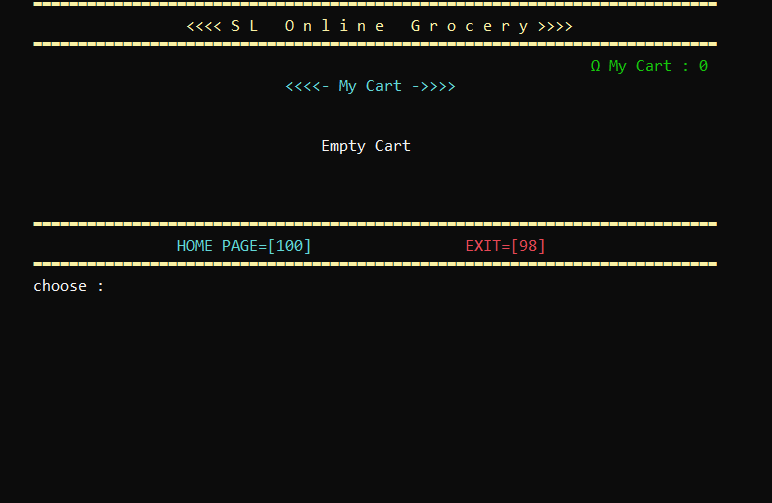 <<<< S L   O n l i n e   G r o c e r y >>>>
Ω My Cart : 0
<<<<- My Cart ->>>>
Empty Cart
HOME PAGE=[100]                 EXIT=[98]
choose :